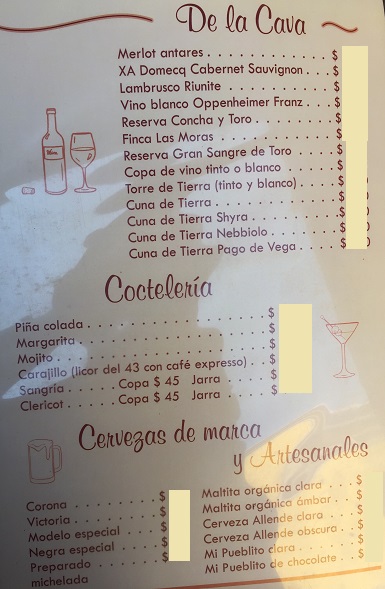 De la Cava
Merlot antares . . . . . . . . . . . . $
XA Domecq Cabernet Sauvignon . . . $
Lambrusco Riunite . . . . . . . . . . $
Vino blanco Oppenheimer Franz . . . . $
Reserva Concha y Toro . . . . . . . . $
Finca Las Moras . . . . . . . . . . . $
Reserva Gran Sangre de Toro . . . . . $
Copa de vino tinto o blanco . . . . . $
Torre de Tierra (tinto y blanco) . . . . $
Cuna de Tierra . . . . . . . . . . . . $
Cuna de Tierra Shyra . . . . . . . . . $
Cuna de Tierra Nebbiolo . . . . . . . $
Cuna de Tierra Pago de Vega . . . . . $
Coctelería
Piña colada . . . . . . . . . . . . . . $
Margarita . . . . . . . . . . . . . . . $
Mojito . . . . . . . . . . . . . . . . $
Carajillo (licor del 43 con café expresso) . . $
Sangría . . . . . . Copa $ 45 Jarra . . . . $
Clericot . . . . . . Copa $ 45 Jarra . . . . $
Cervezas de marca
y Artesanales
Corona . . . . . . . . . $
Victoria . . . . . . . . . $
Modelo especial . . . . $
Negra especial . . . . . $
Preparado . . . . . . . $
michelada
Maltita orgánica clara . . . $
Maltita orgánica ámbar . . . $
Cerveza Allende clara . . . . $
Cerveza Allende obscura . . $
Mi Pueblito clara . . . . . . $
Mi Pueblito de chocolate . . $